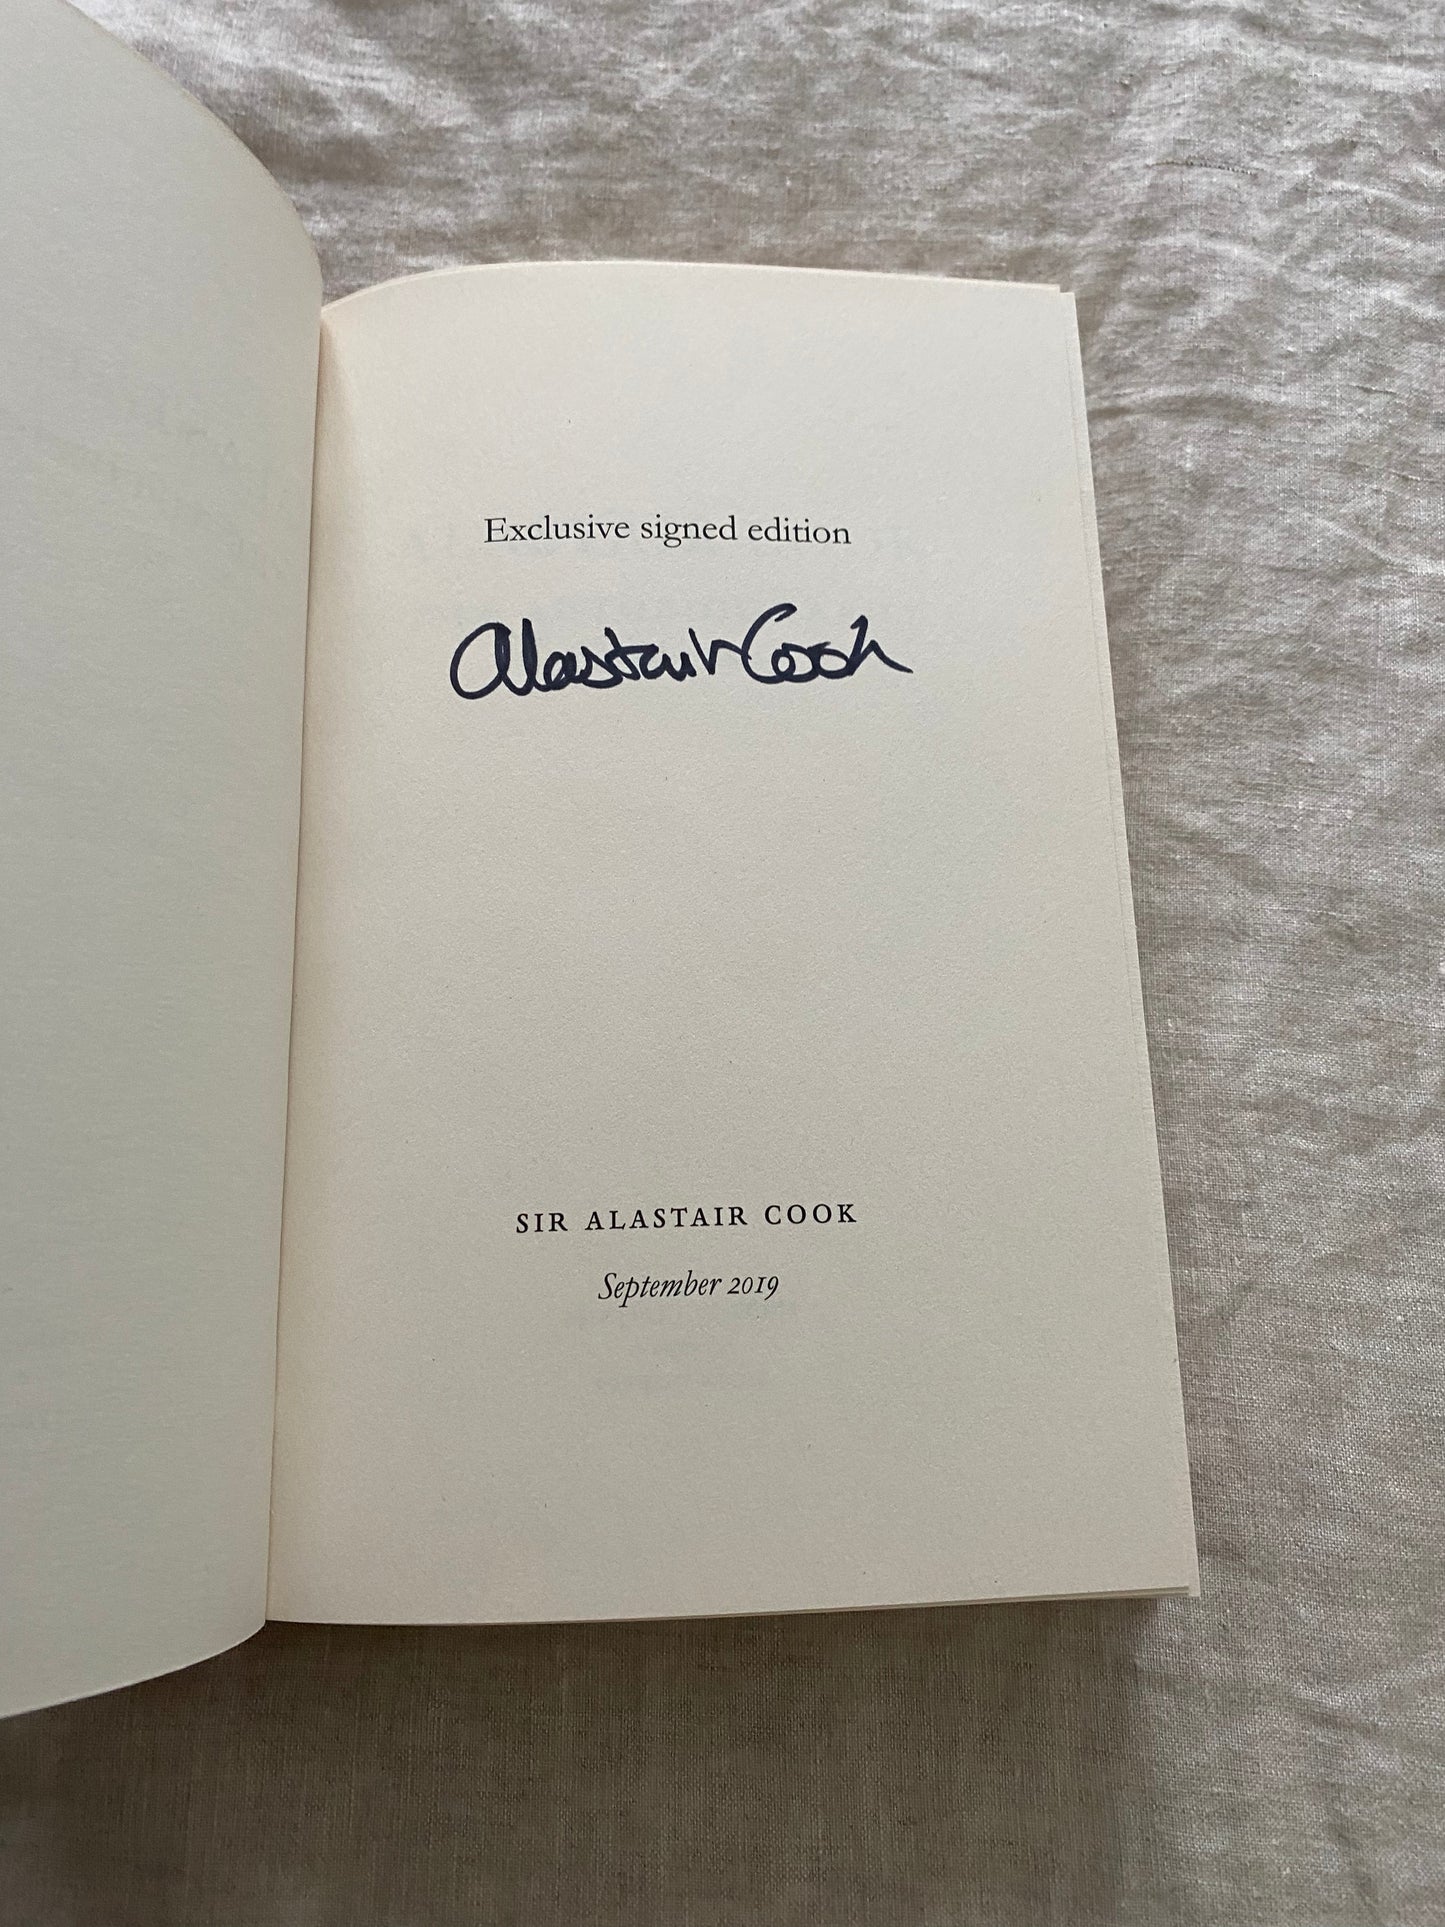 Exclusive signed edition
Alastair Cook
SIR ALASTAIR COOK
September 2019